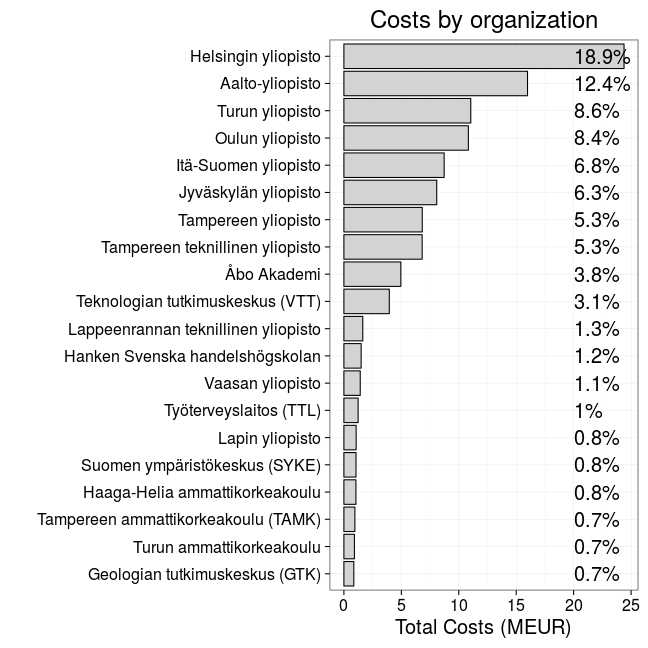 Costs by organization
Helsingin yliopisto 18.9%
Aalto-yliopisto 12.4%
Turun yliopisto 8.6%
Oulun yliopisto 8.4%
Itä-Suomen yliopisto 6.8%
Jyväskylän yliopisto 6.3%
Tampereen yliopisto 5.3%
Tampereen teknillinen yliopisto 5.3%
Åbo Akademi 3.8%
Teknologian tutkimuskeskus (VTT) 3.1%
Lappeenrannan teknillinen yliopisto 1.3%
Hanken Svenska handelshögskolan 1.2%
Vaasan yliopisto 1.1%
Työterveyslaitos (TTL) 1%
Lapin yliopisto 0.8%
Suomen ympäristökeskus (SYKE) 0.8%
Haaga-Helia ammattikorkeakoulu 0.8%
Tampereen ammattikorkeakoulu (TAMK) 0.7%
Turun ammattikorkeakoulu 0.7%
Geologian tutkimuskeskus (GTK) 0.7%
0 5 10 15 20 25
Total Costs (MEUR)